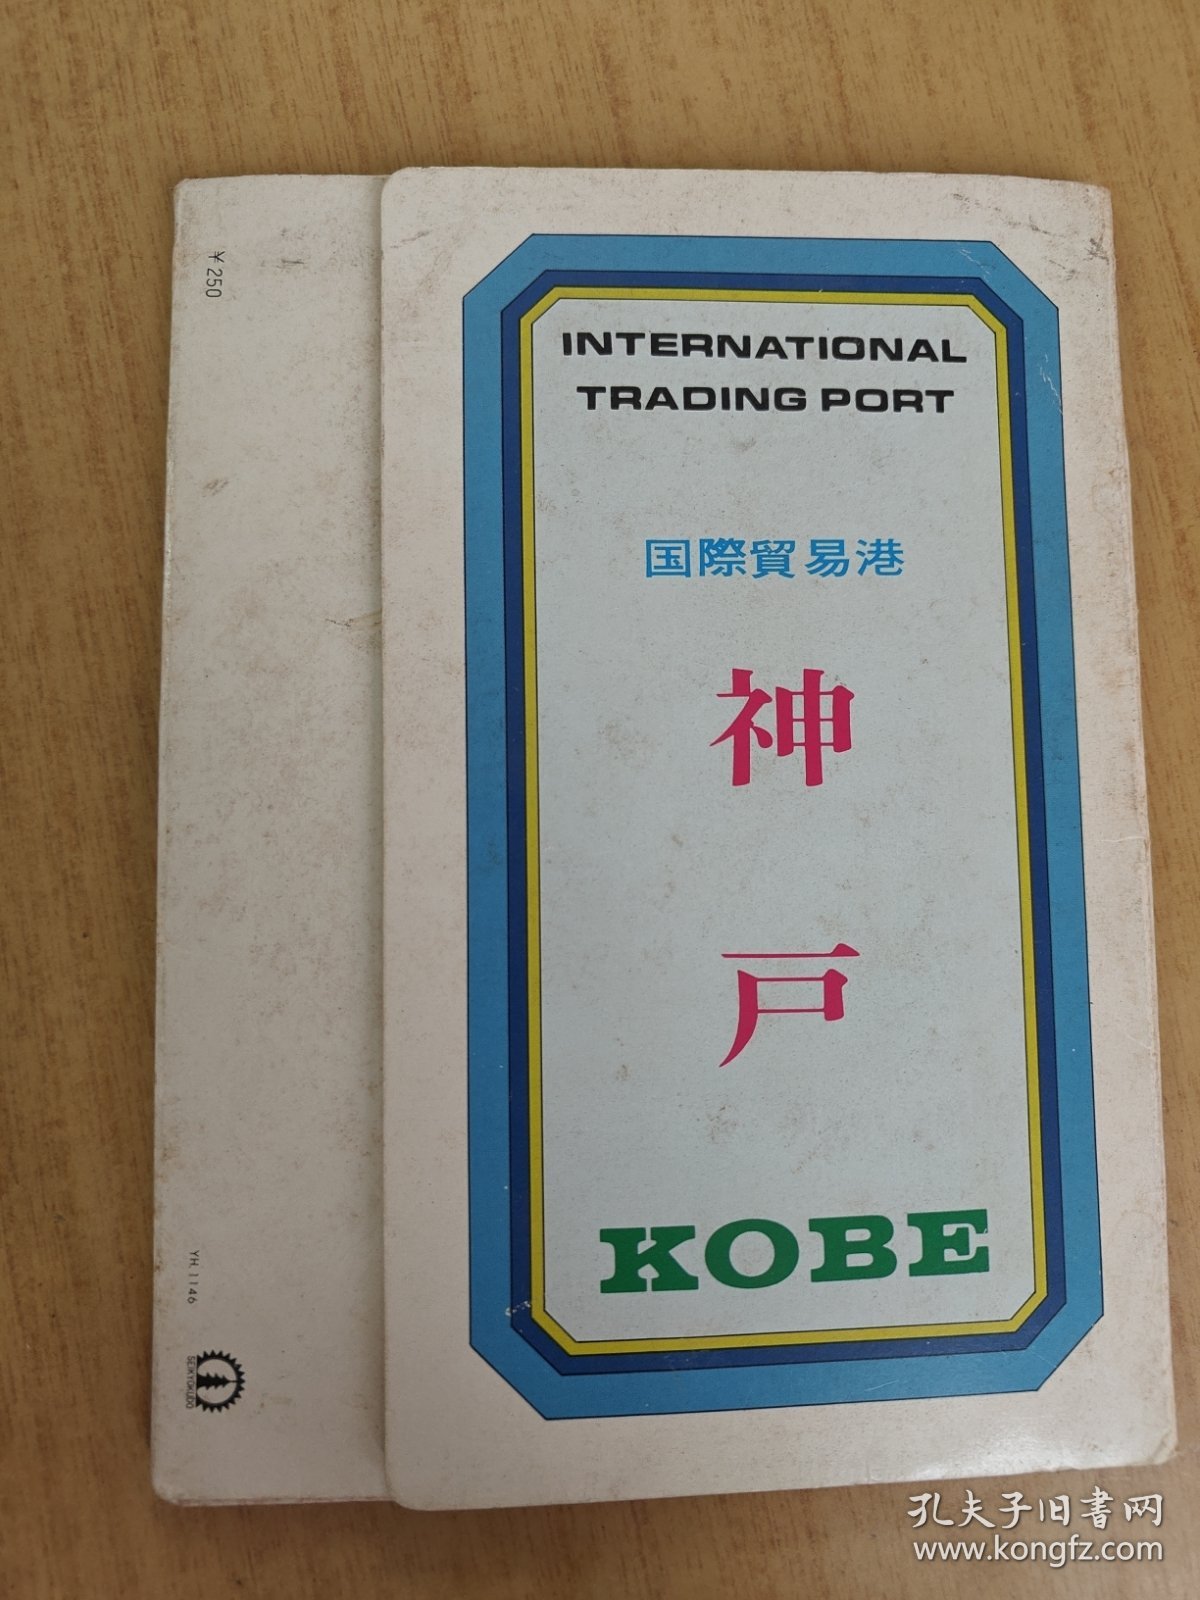 INTERNATIONAL
TRADING PORT
国際貿易港
神
戸
KOBE
¥250
YH. 1146
SEIKYOKUDO
孔夫子旧书网
www.kongfz.com